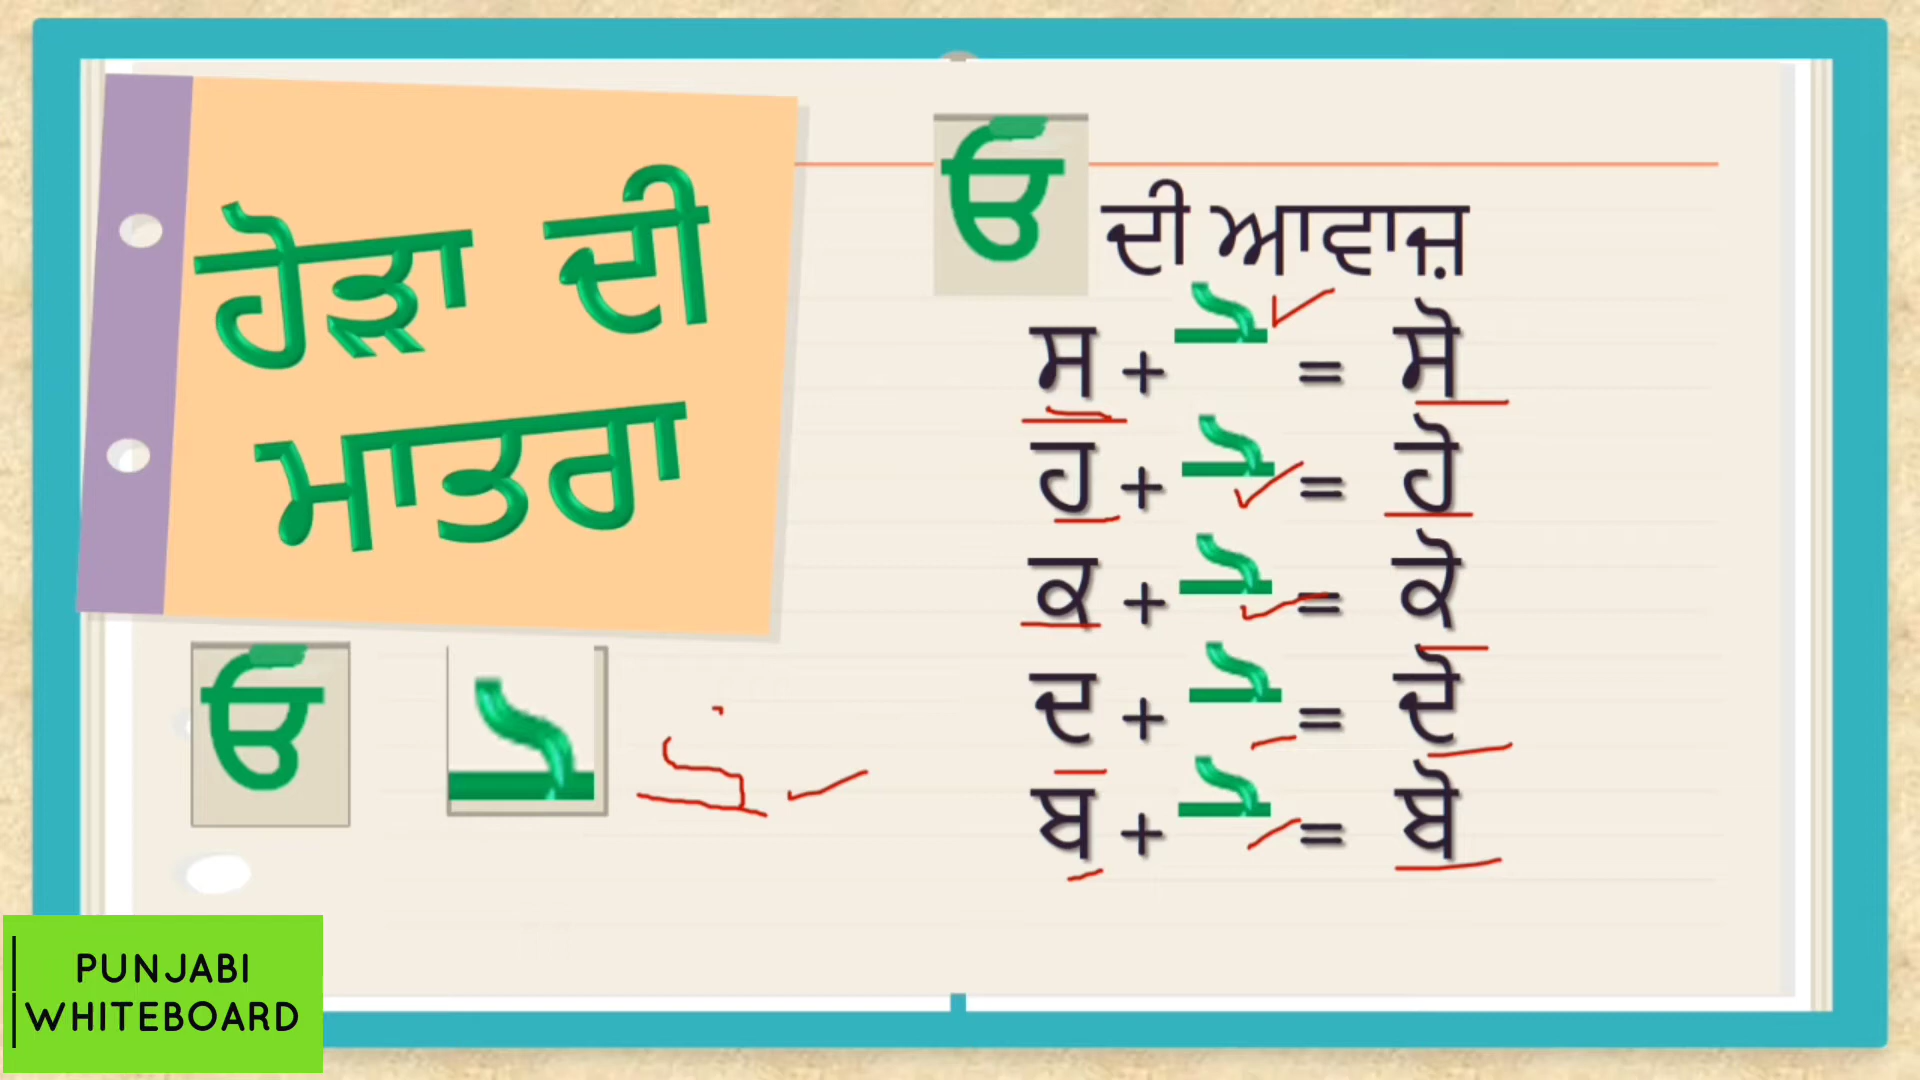 ਹੋੜਾ ਦੀ
ਮਾਤਰਾ
ਓ ੋ
ਓ ਦੀ ਆਵਾਜ਼
ਸ + ੋ = ਸੋ
ਹ + ੋ = ਹੋ
ਕ + ੋ = ਕੋ
ਦ + ੋ = ਦੋ
ਬ + ੋ = ਬੋ
PUNJABI
WHITEBOARD